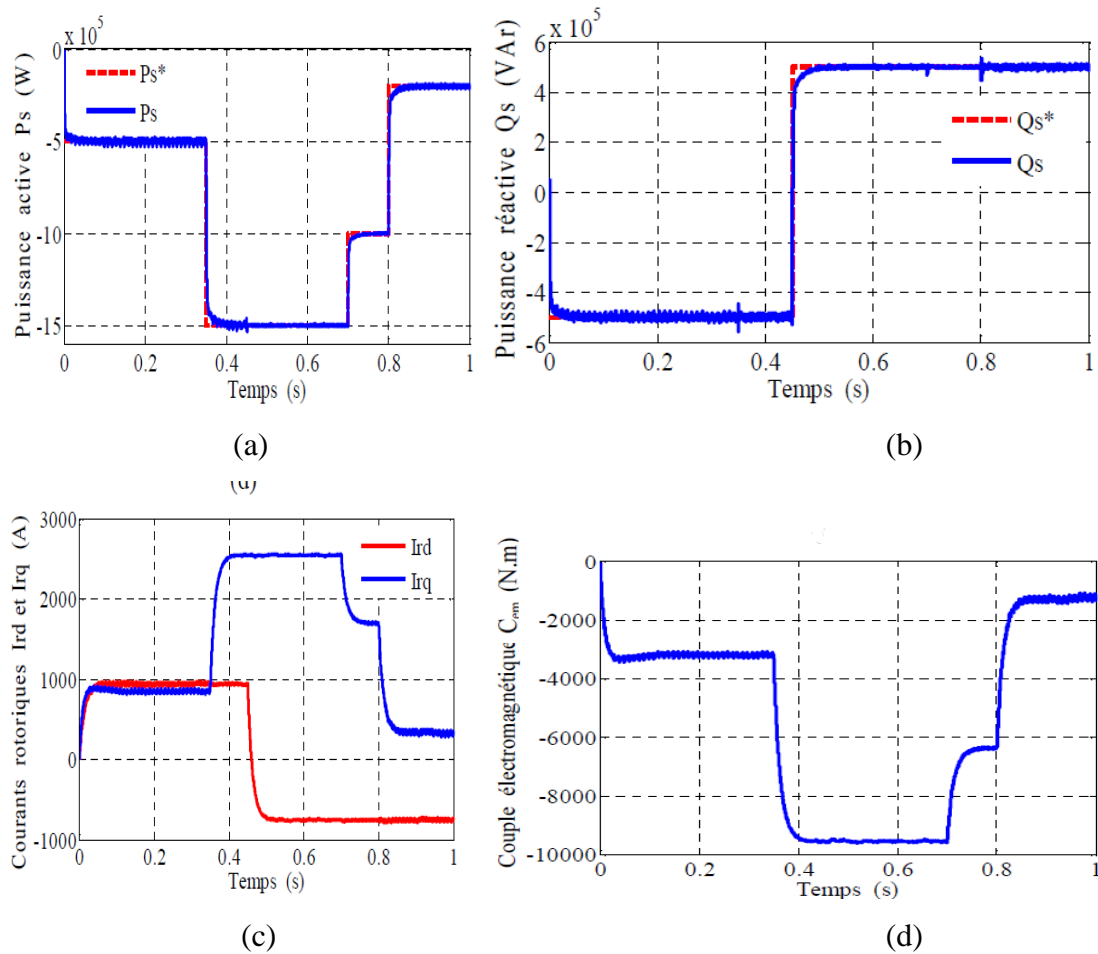 x 10⁵
0
-5
-10
-15
0 0.2 0.4 0.6 0.8 1
Temps (s)
Puissance active Ps (W)
Ps*
Ps
(a)
x 10⁵
6
4
2
0
-2
-4
-6
0 0.2 0.4 0.6 0.8 1
Temps (s)
Puissance réactive Qs (VAr)
Qs*
Qs
(b)
3000
2000
1000
0
-1000
0 0.2 0.4 0.6 0.8 1
Temps (s)
Courants rotoriques Ird et Irq (A)
Ird
Irq
(c)
0
-2000
-4000
-6000
-8000
-10000
0 0.2 0.4 0.6 0.8 1
Temps (s)
Couple électromagnétique Cem (N.m)
(d)